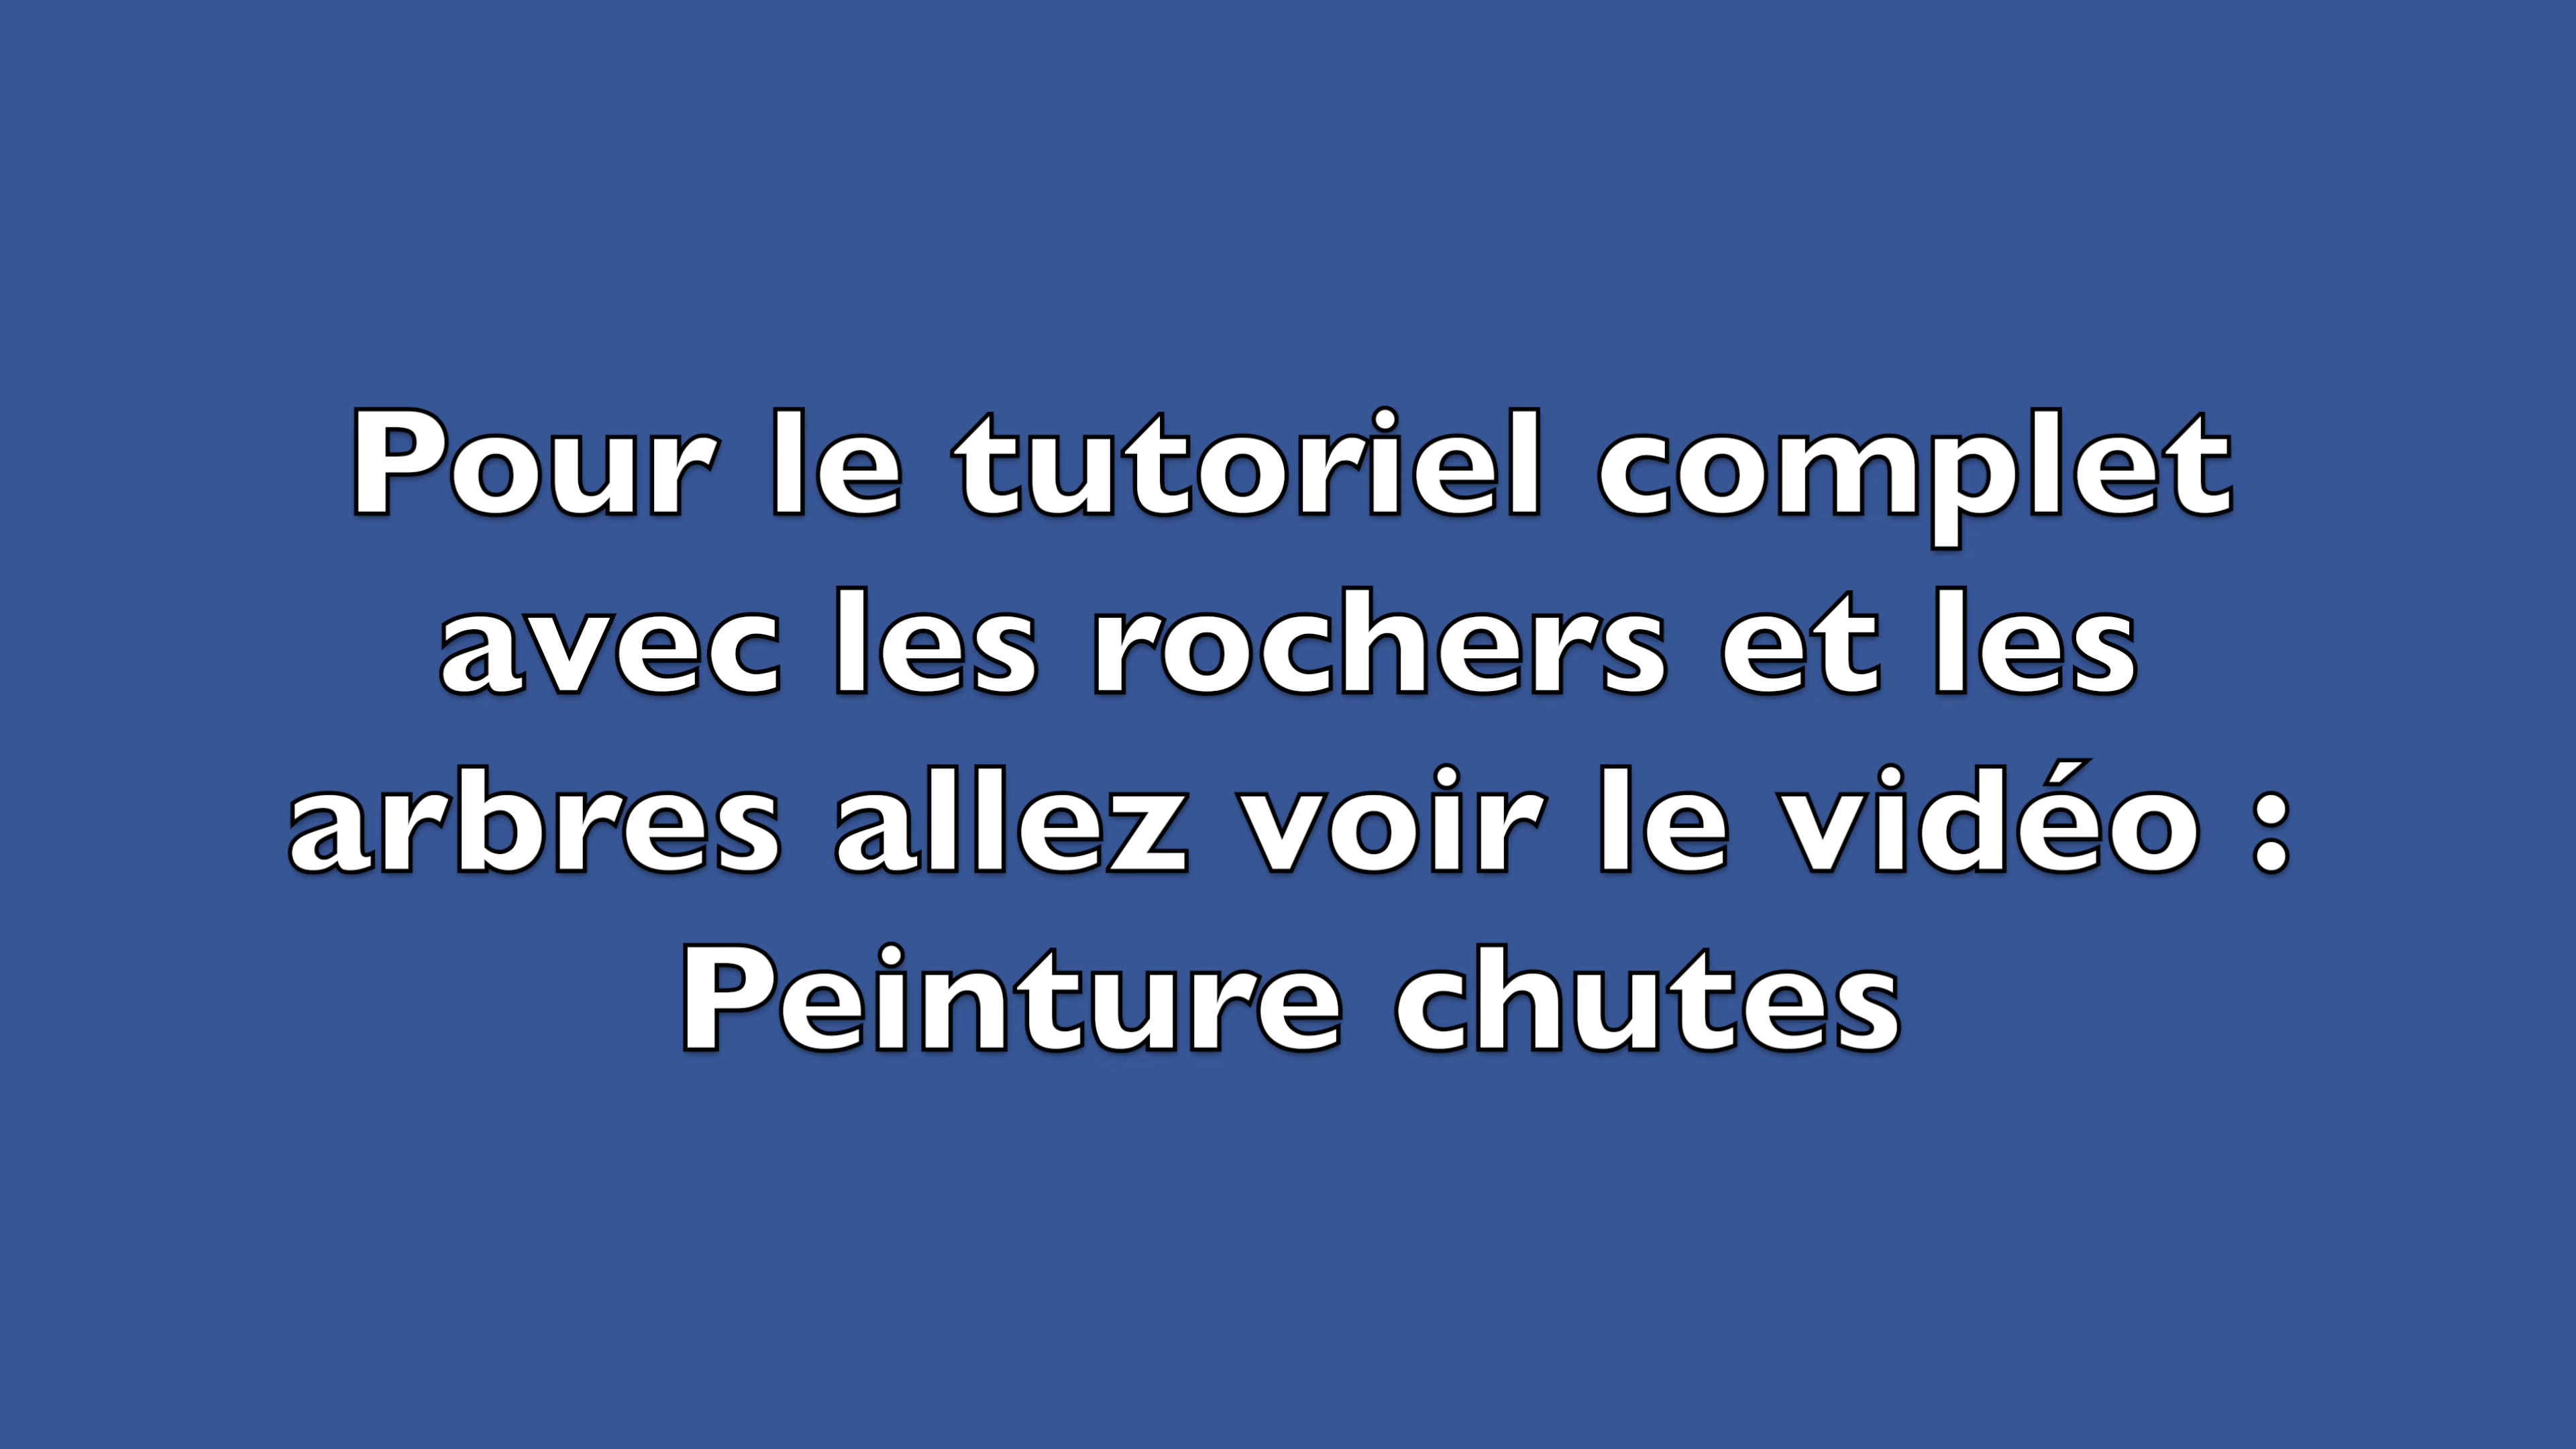 Pour le tutoriel complet
avec les rochers et les
arbres allez voir le vidéo :
Peinture chutes